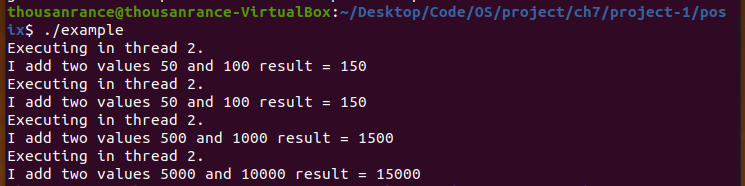 thousanrance@thousanrance-VirtualBox:~/Desktop/Code/OS/project/ch7/project-1/pos
ix$ ./example
Executing in thread 2.
I add two values 50 and 100 result = 150
Executing in thread 2.
I add two values 50 and 100 result = 150
Executing in thread 2.
I add two values 500 and 1000 result = 1500
Executing in thread 2.
I add two values 5000 and 10000 result = 15000